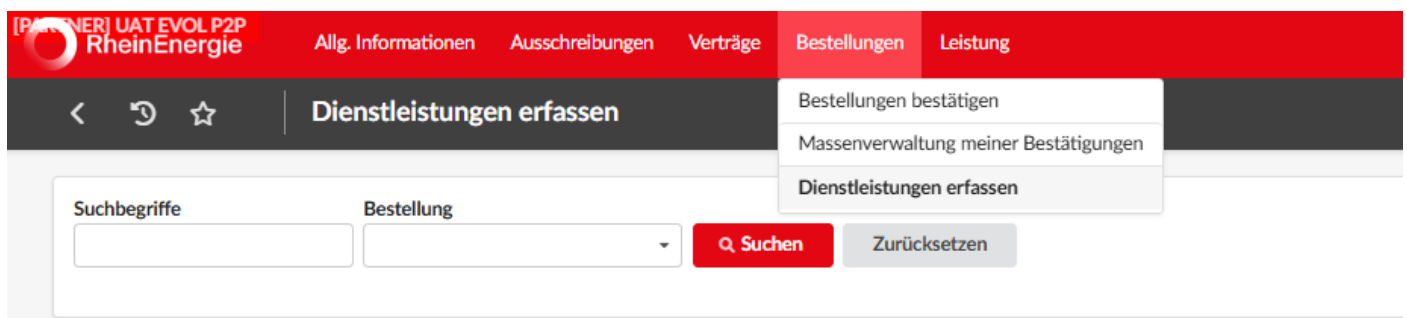 [PARTNER] UAT EVOL P2P
RheinEnergie
Allg. Informationen Ausschreibungen Verträge Bestellungen Leistung
Dienstleistungen erfassen
Bestellungen bestätigen
Massenverwaltung meiner Bestätigungen
Dienstleistungen erfassen
Suchbegriffe Bestellung
Suchen Zurücksetzen